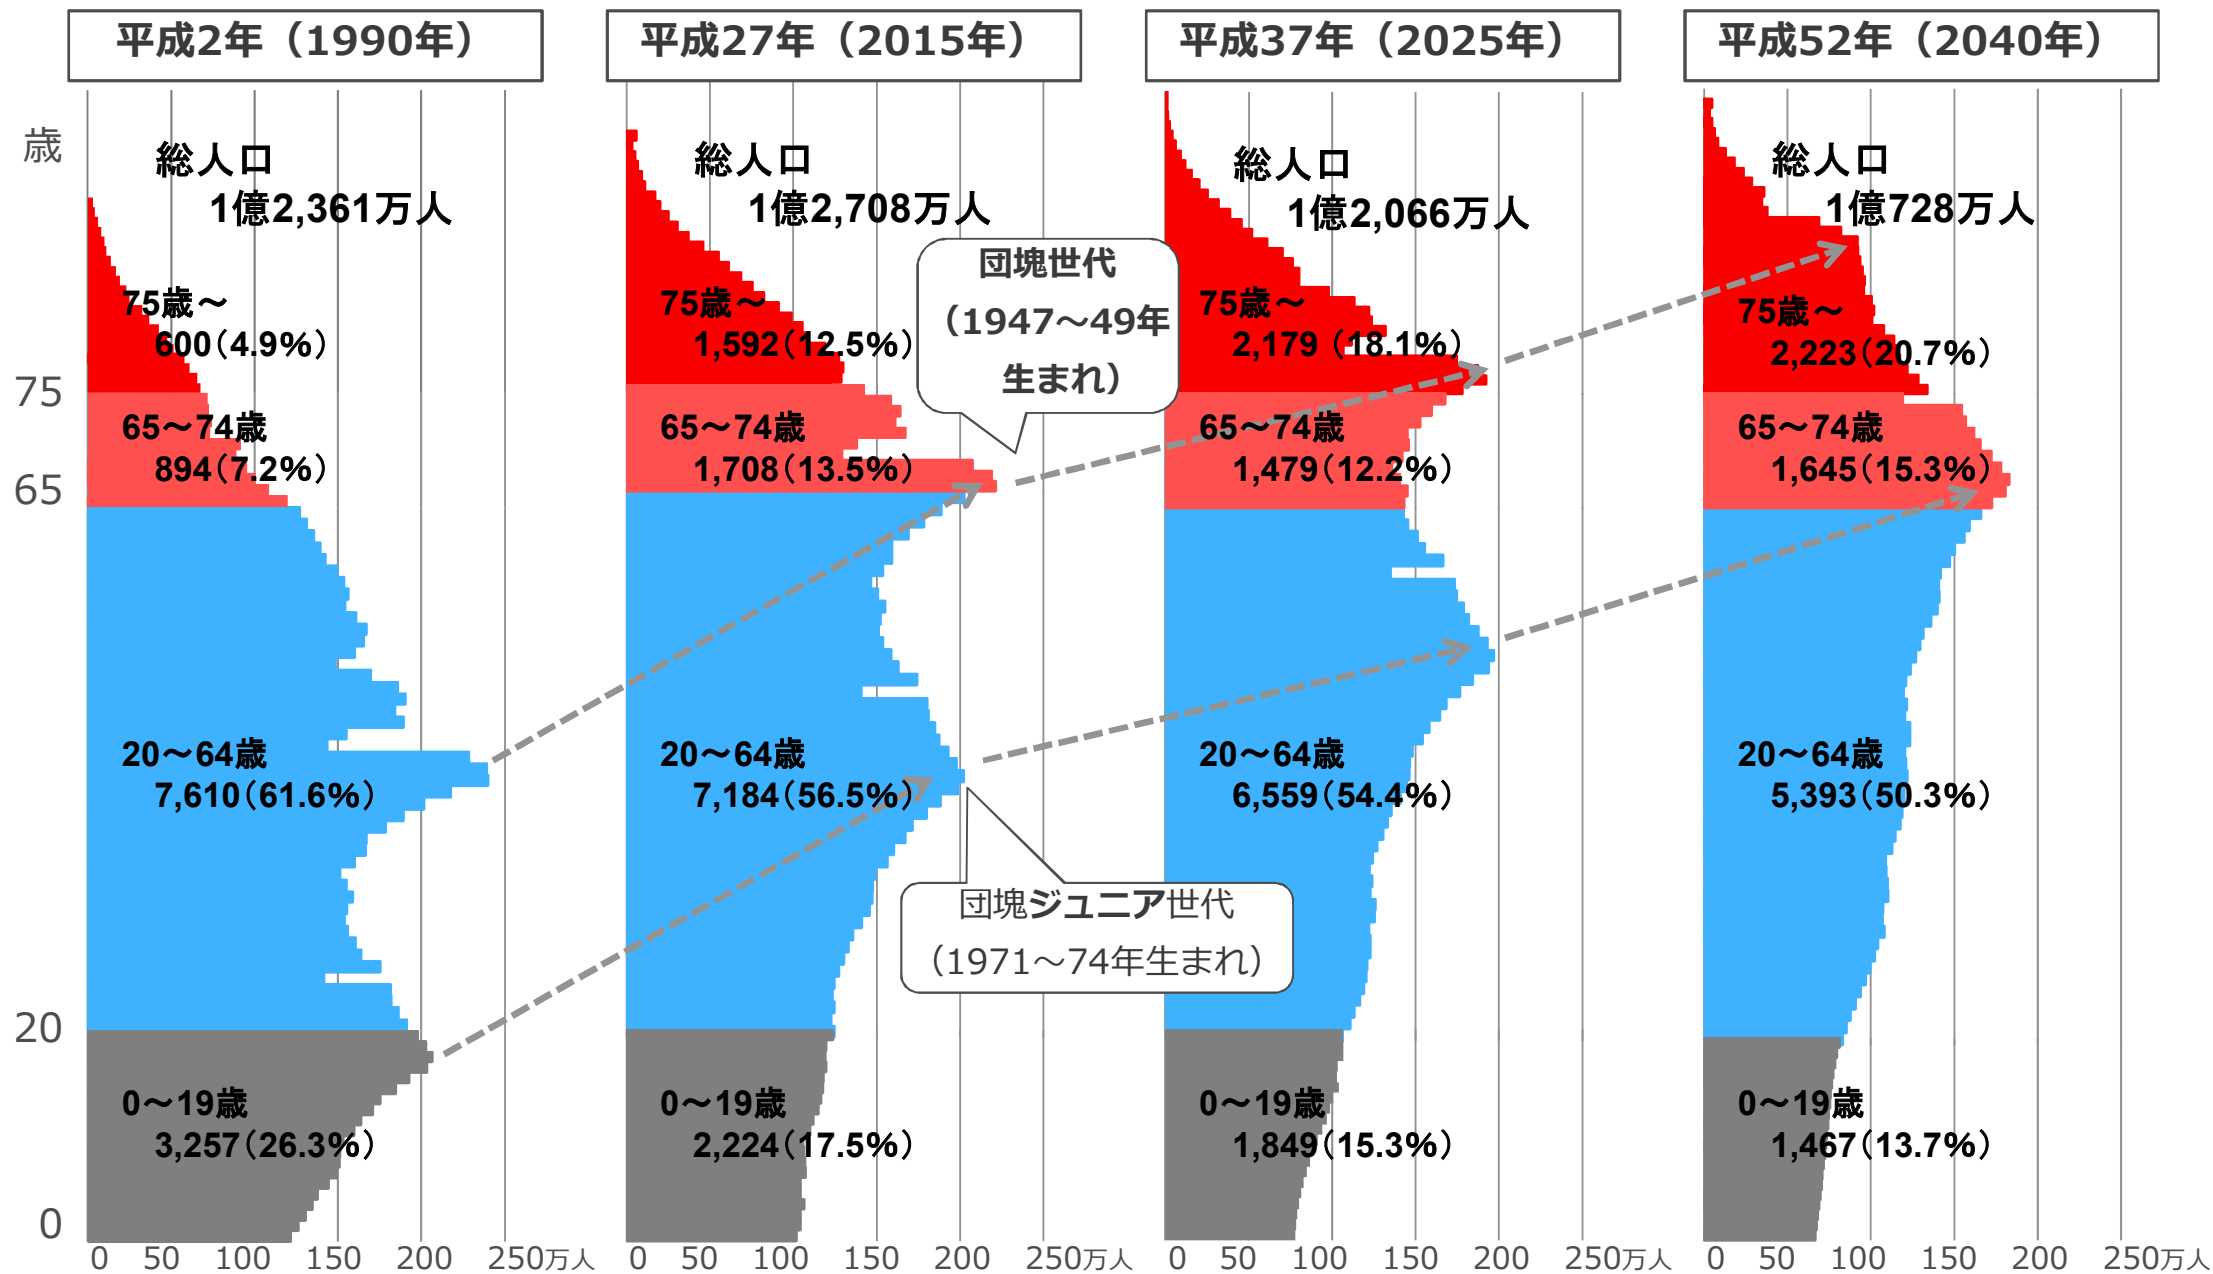 平成2年（1990年）
歳
総人口
1億2,361万人
75歳～
600（4.9%）
75
65～74歳
894（7.2%）
65
20～64歳
7,610（61.6%）
20
0～19歳
3,257（26.3%）
0
0 50 100 150 200 250万人
平成27年（2015年）
総人口
1億2,708万人
75歳～
1,592（12.5%）
65～74歳
1,708（13.5%）
20～64歳
7,184（56.5%）
0～19歳
2,224（17.5%）
0 50 100 150 200 250万人
団塊世代
（1947～49年
生まれ）
団塊ジュニア世代
（1971～74年生まれ）
平成37年（2025年）
総人口
1億2,066万人
75歳～
2,179（18.1%）
65～74歳
1,479（12.2%）
20～64歳
6,559（54.4%）
0～19歳
1,849（15.3%）
0 50 100 150 200 250万人
平成52年（2040年）
総人口
1億728万人
75歳～
2,223（20.7%）
65～74歳
1,645（15.3%）
20～64歳
5,393（50.3%）
0～19歳
1,467（13.7%）
0 50 100 150 200 250万人